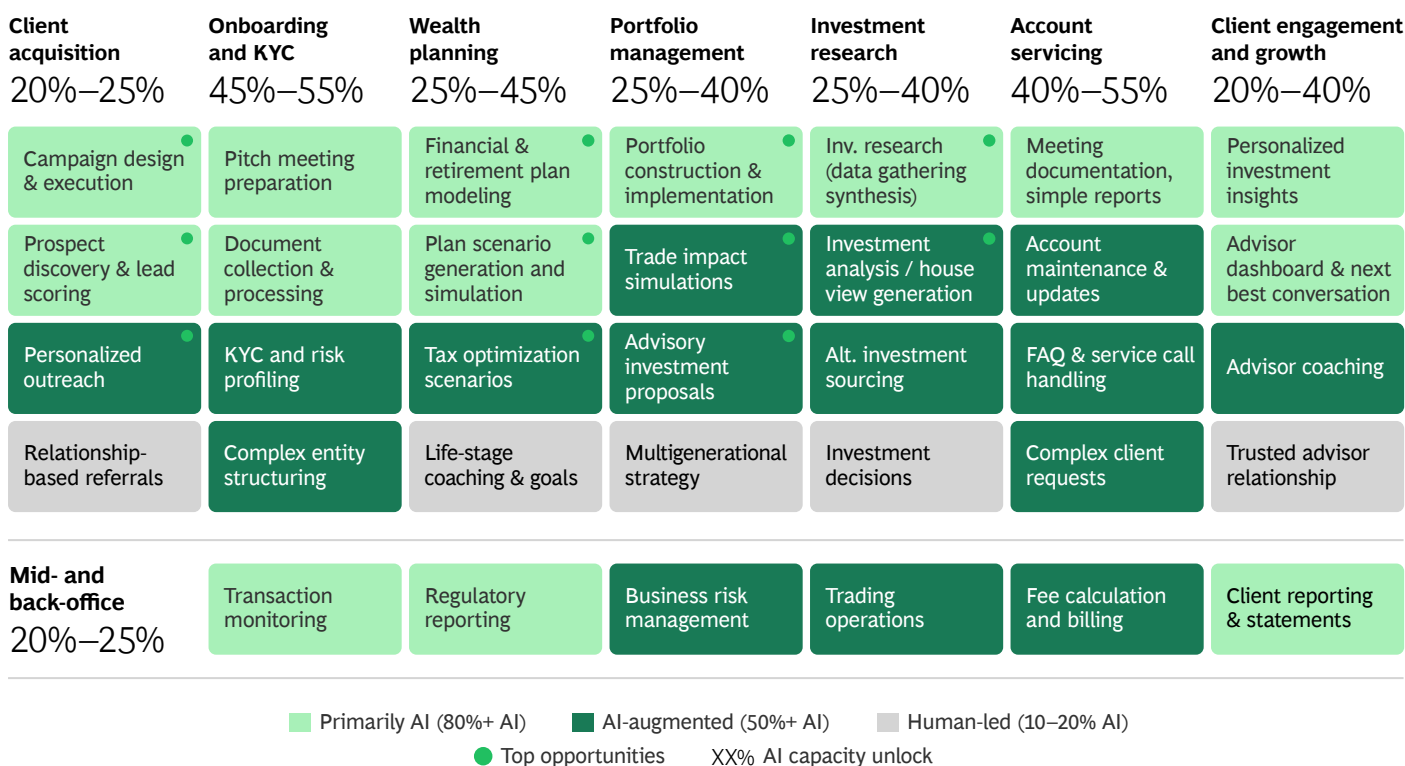 Client
acquisition
20%–25%
Onboarding
and KYC
45%–55%
Wealth
planning
25%–45%
Portfolio
management
25%–40%
Investment
research
25%–40%
Account
servicing
40%–55%
Client engagement
and growth
20%–40%
Campaign design
& execution
Pitch meeting
preparation
Financial &
retirement plan
modeling
Portfolio
construction &
implementation
Inv. research
(data gathering
synthesis)
Meeting
documentation,
simple reports
Personalized
investment
insights
Prospect
discovery & lead
scoring
Document
collection &
processing
Plan scenario
generation and
simulation
Trade impact
simulations
Investment
analysis / house
view generation
Account
maintenance &
updates
Advisor
dashboard & next
best conversation
Personalized
outreach
KYC and risk
profiling
Tax optimization
scenarios
Advisory
investment
proposals
Alt. investment
sourcing
FAQ & service call
handling
Advisor coaching
Relationship-
based referrals
Complex entity
structuring
Life-stage
coaching & goals
Multigenerational
strategy
Investment
decisions
Complex client
requests
Trusted advisor
relationship
Mid- and
back-office
20%–25%
Transaction
monitoring
Regulatory
reporting
Business risk
management
Trading
operations
Fee calculation
and billing
Client reporting
& statements
Primarily AI (80%+ AI)
AI-augmented (50%+ AI)
Human-led (10–20% AI)
Top opportunities
XX% AI capacity unlock